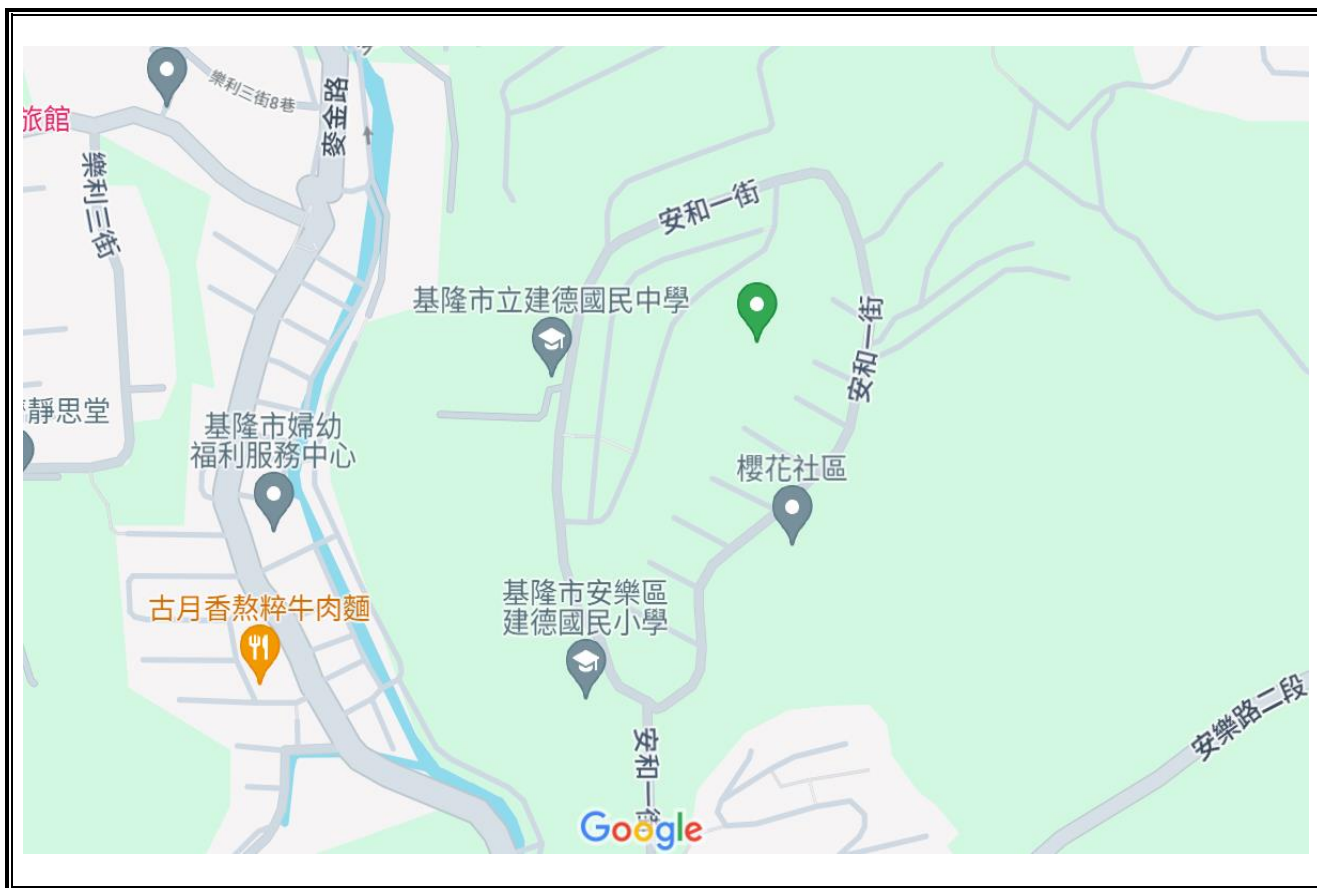 樂利三街8巷
麥金路
旅館
樂利三街
安和一街
基隆市立建德國民中學
安和一街
靜思堂
基隆市婦幼
福利服務中心
櫻花社區
古月香熬粹牛肉麵
基隆市安樂區
建德國民小學
安樂路二段
安和一街
Google